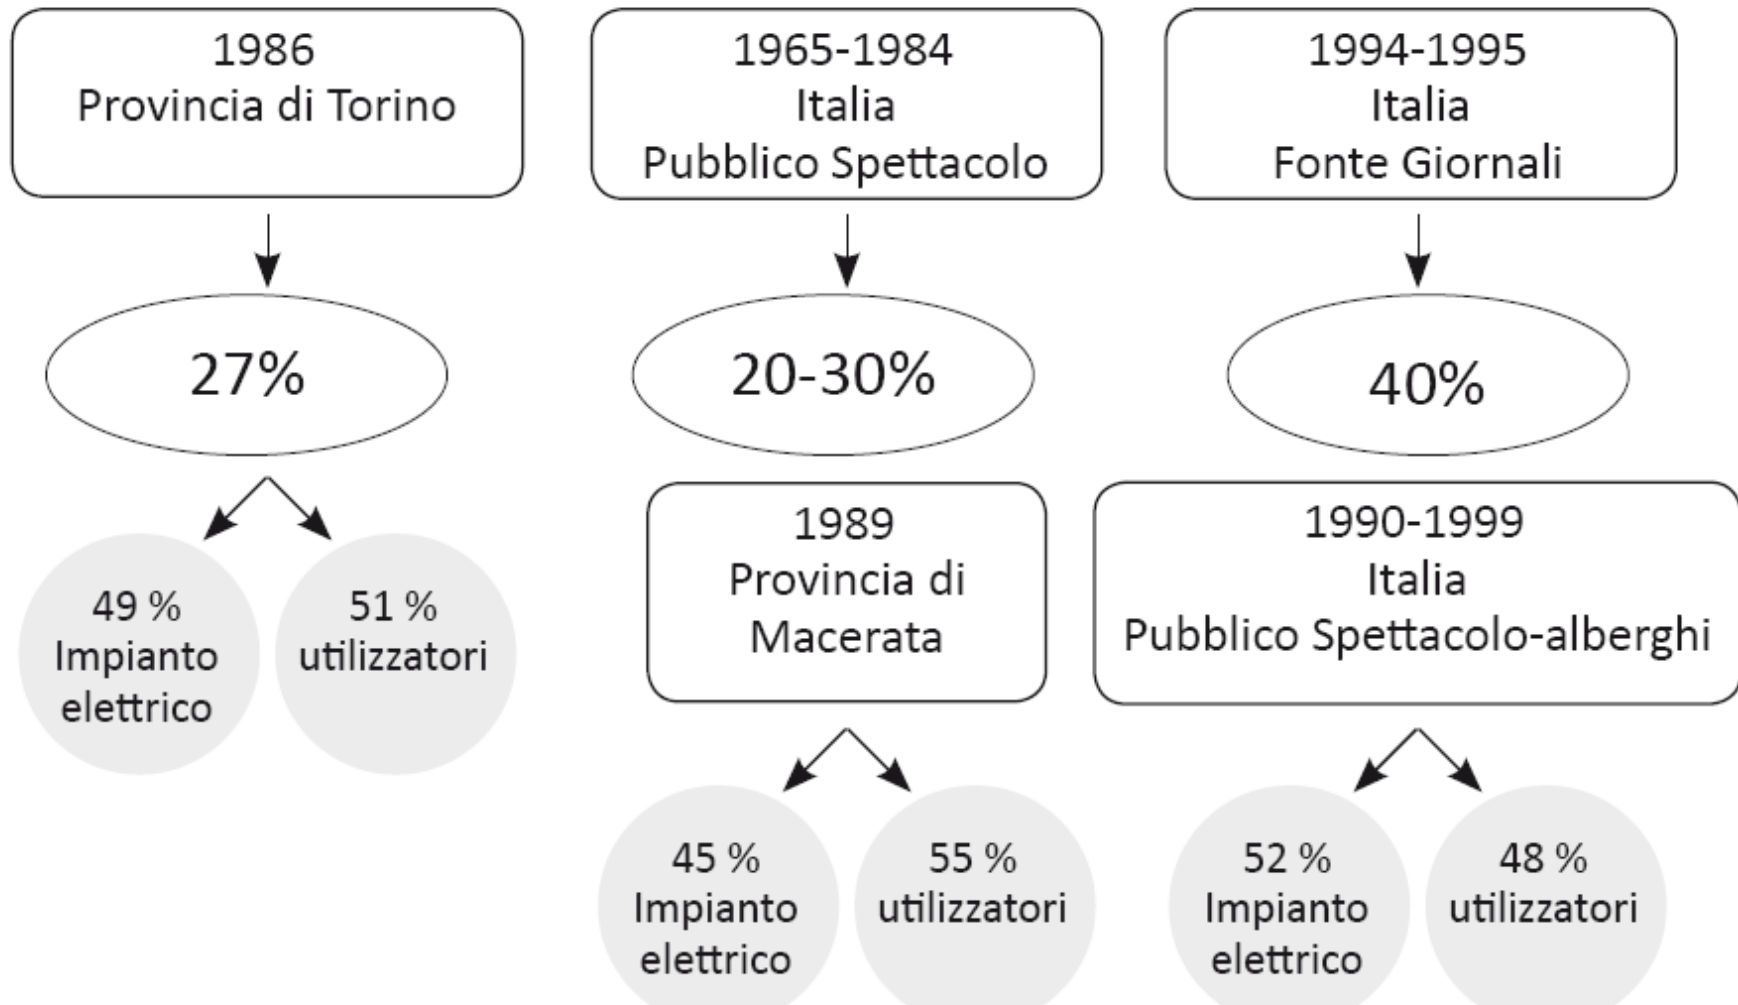 1986
Provincia di Torino
27%
49 %
Impianto
elettrico
51 %
utilizzatori
1965-1984
Italia
Pubblico Spettacolo
20-30%
1989
Provincia di
Macerata
45 %
Impianto
elettrico
55 %
utilizzatori
1994-1995
Italia
Fonte Giornali
40%
1990-1999
Italia
Pubblico Spettacolo-alberghi
52 %
Impianto
elettrico
48 %
utilizzatori